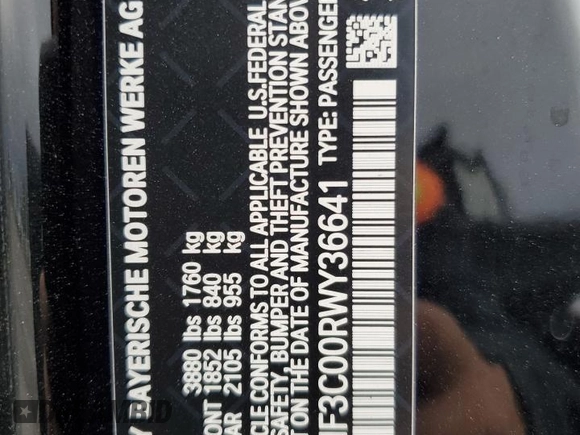 BAYERISCHE MOTOREN WERKE AG
3880 lbs 1760 kg
ONT 1852 lbs 840 kg
AR 2105 lbs 955 kg
CLE CONFORMS TO ALL APPLICABLE U.S. FEDERAL
SAFETY, BUMPER AND THEFT PREVENTION STAN
T ON THE DATE OF MANUFACTURE SHOWN ABOV
F3C00RWY36641 TYPE: PASSENGER